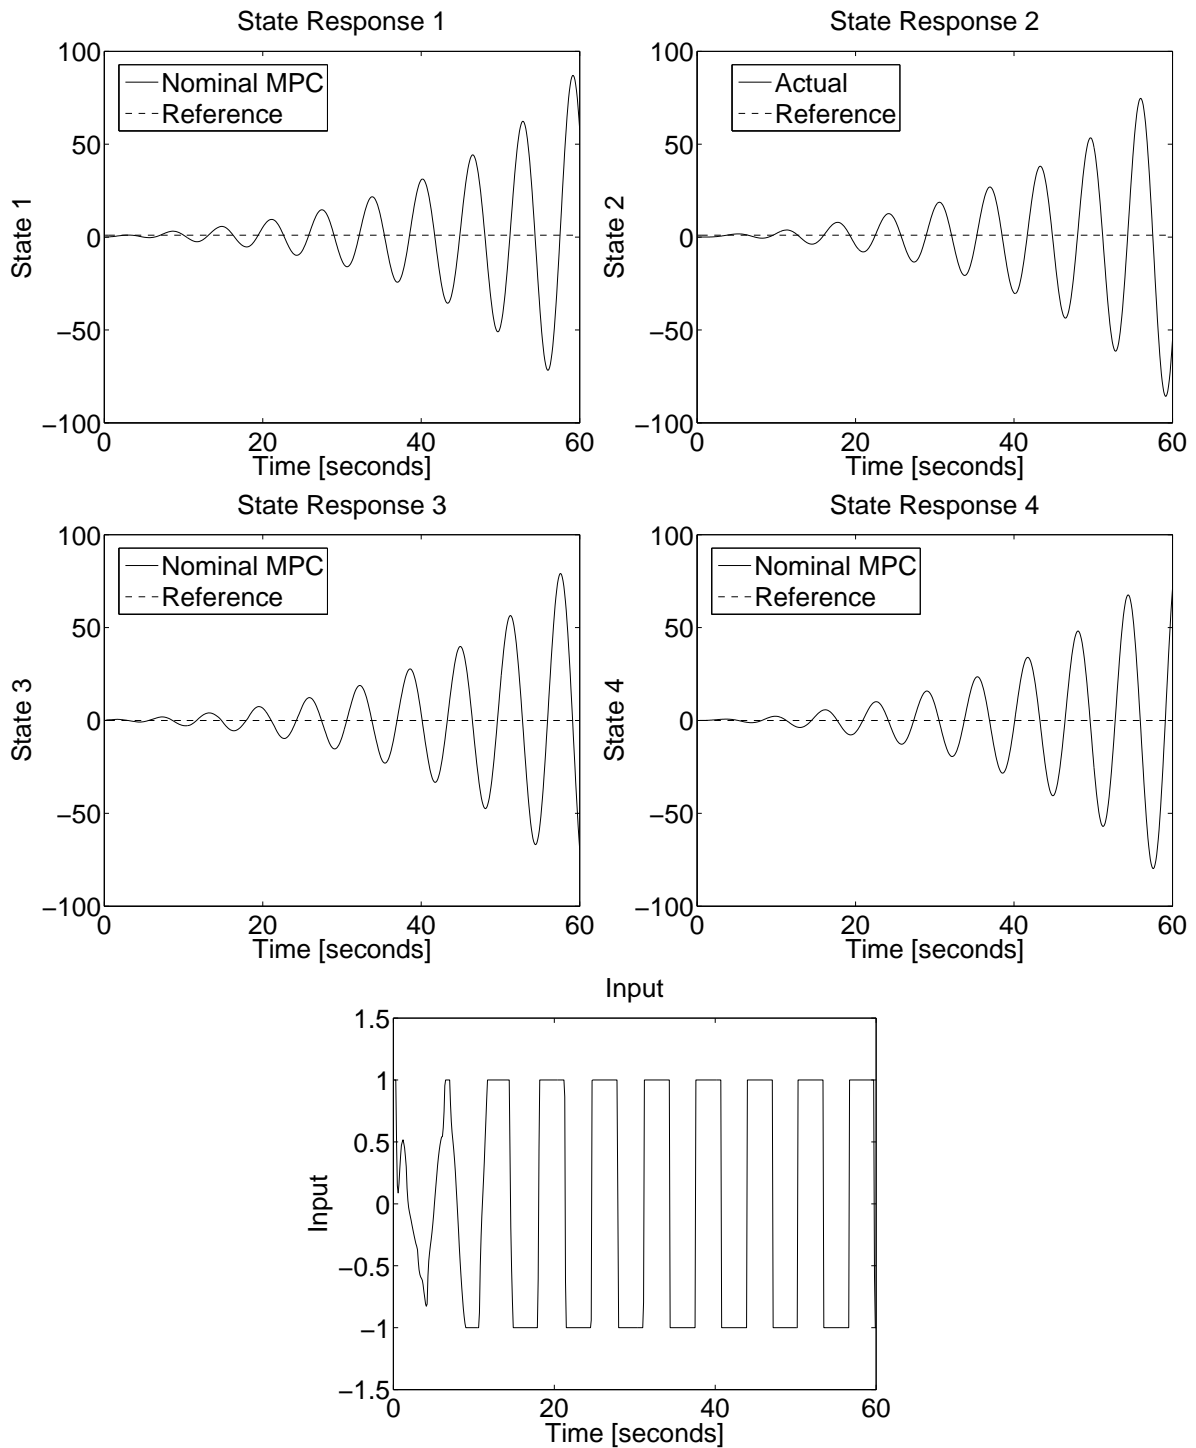 State Response 1
100
50
0
−50
−100
State 1
Nominal MPC
Reference
0 20 40 60
Time [seconds]
State Response 2
100
50
0
−50
−100
State 2
Actual
Reference
0 20 40 60
Time [seconds]
State Response 3
100
50
0
−50
−100
State 3
Nominal MPC
Reference
0 20 40 60
Time [seconds]
State Response 4
100
50
0
−50
−100
State 4
Nominal MPC
Reference
0 20 40 60
Time [seconds]
Input
1.5
1
0.5
0
−0.5
−1
−1.5
Input
0 20 40 60
Time [seconds]